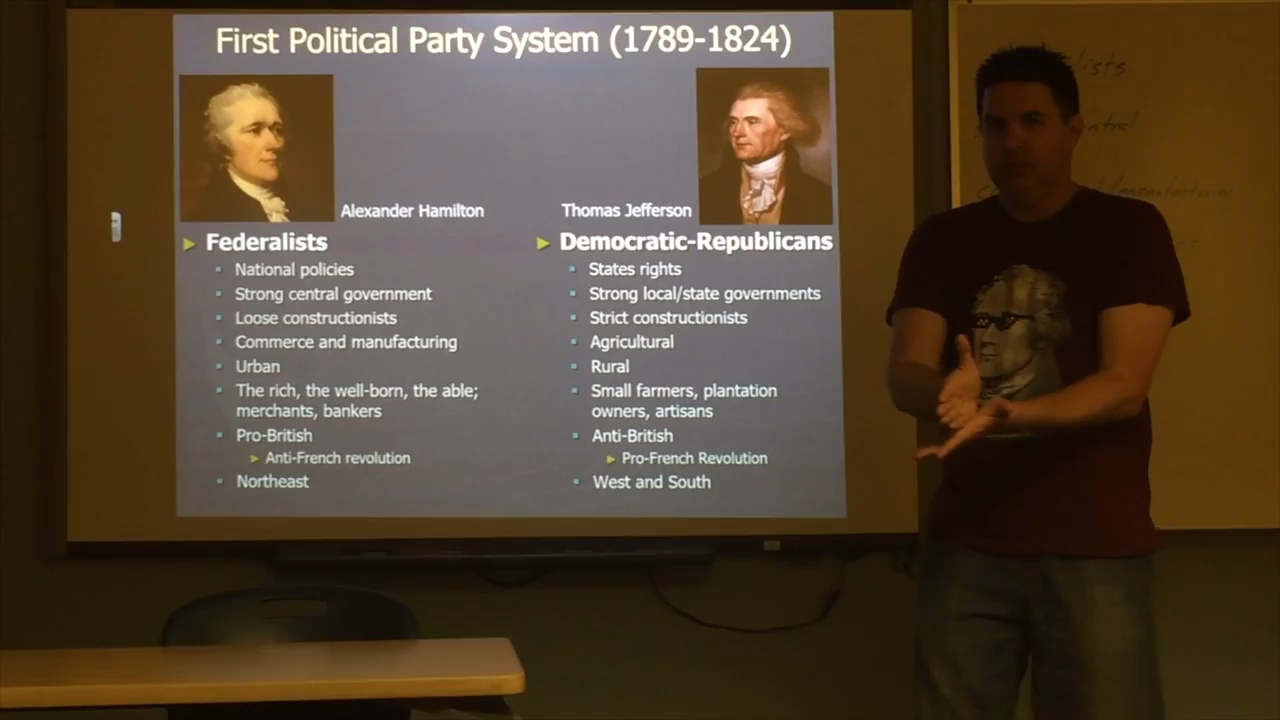 First Political Party System (1789-1824)
Alexander Hamilton
Thomas Jefferson
Federalists
National policies
Strong central government
Loose constructionists
Commerce and manufacturing
Urban
The rich, the well-born, the able;
merchants, bankers
Pro-British
Anti-French revolution
Northeast
Democratic-Republicans
States rights
Strong local/state governments
Strict constructionists
Agricultural
Rural
Small farmers, plantation
owners, artisans
Anti-British
Pro-French Revolution
West and South